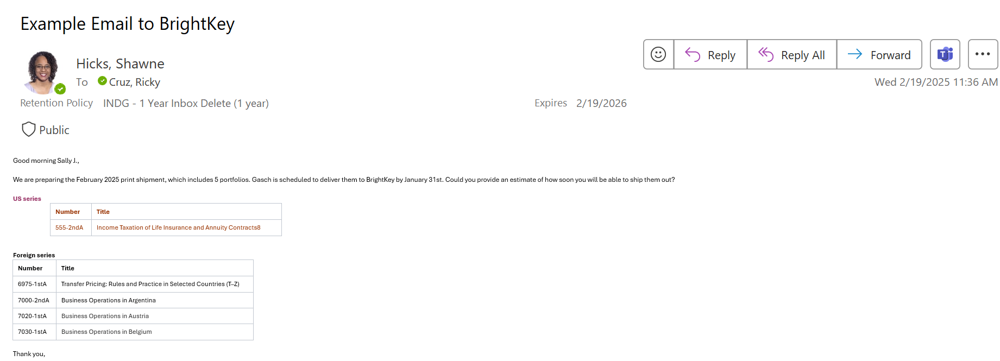 Example Email to BrightKey
Reply
Reply All
Forward
Hicks, Shawne
To Cruz, Ricky
Wed 2/19/2025 11:36 AM
Retention Policy INDG - 1 Year Inbox Delete (1 year)
Expires 2/19/2026
Public
Good morning Sally J.,
We are preparing the February 2025 print shipment, which includes 5 portfolios. Gasch is scheduled to deliver them to BrightKey by January 31st. Could you provide an estimate of how soon you will be able to ship them out?
US series
Number Title
555-2ndA Income Taxation of Life Insurance and Annuity Contracts8
Foreign series
Number Title
6975-1stA Transfer Pricing: Rules and Practice in Selected Countries (T–Z)
7000-2ndA Business Operations in Argentina
7020-1stA Business Operations in Austria
7030-1stA Business Operations in Belgium
Thank you,